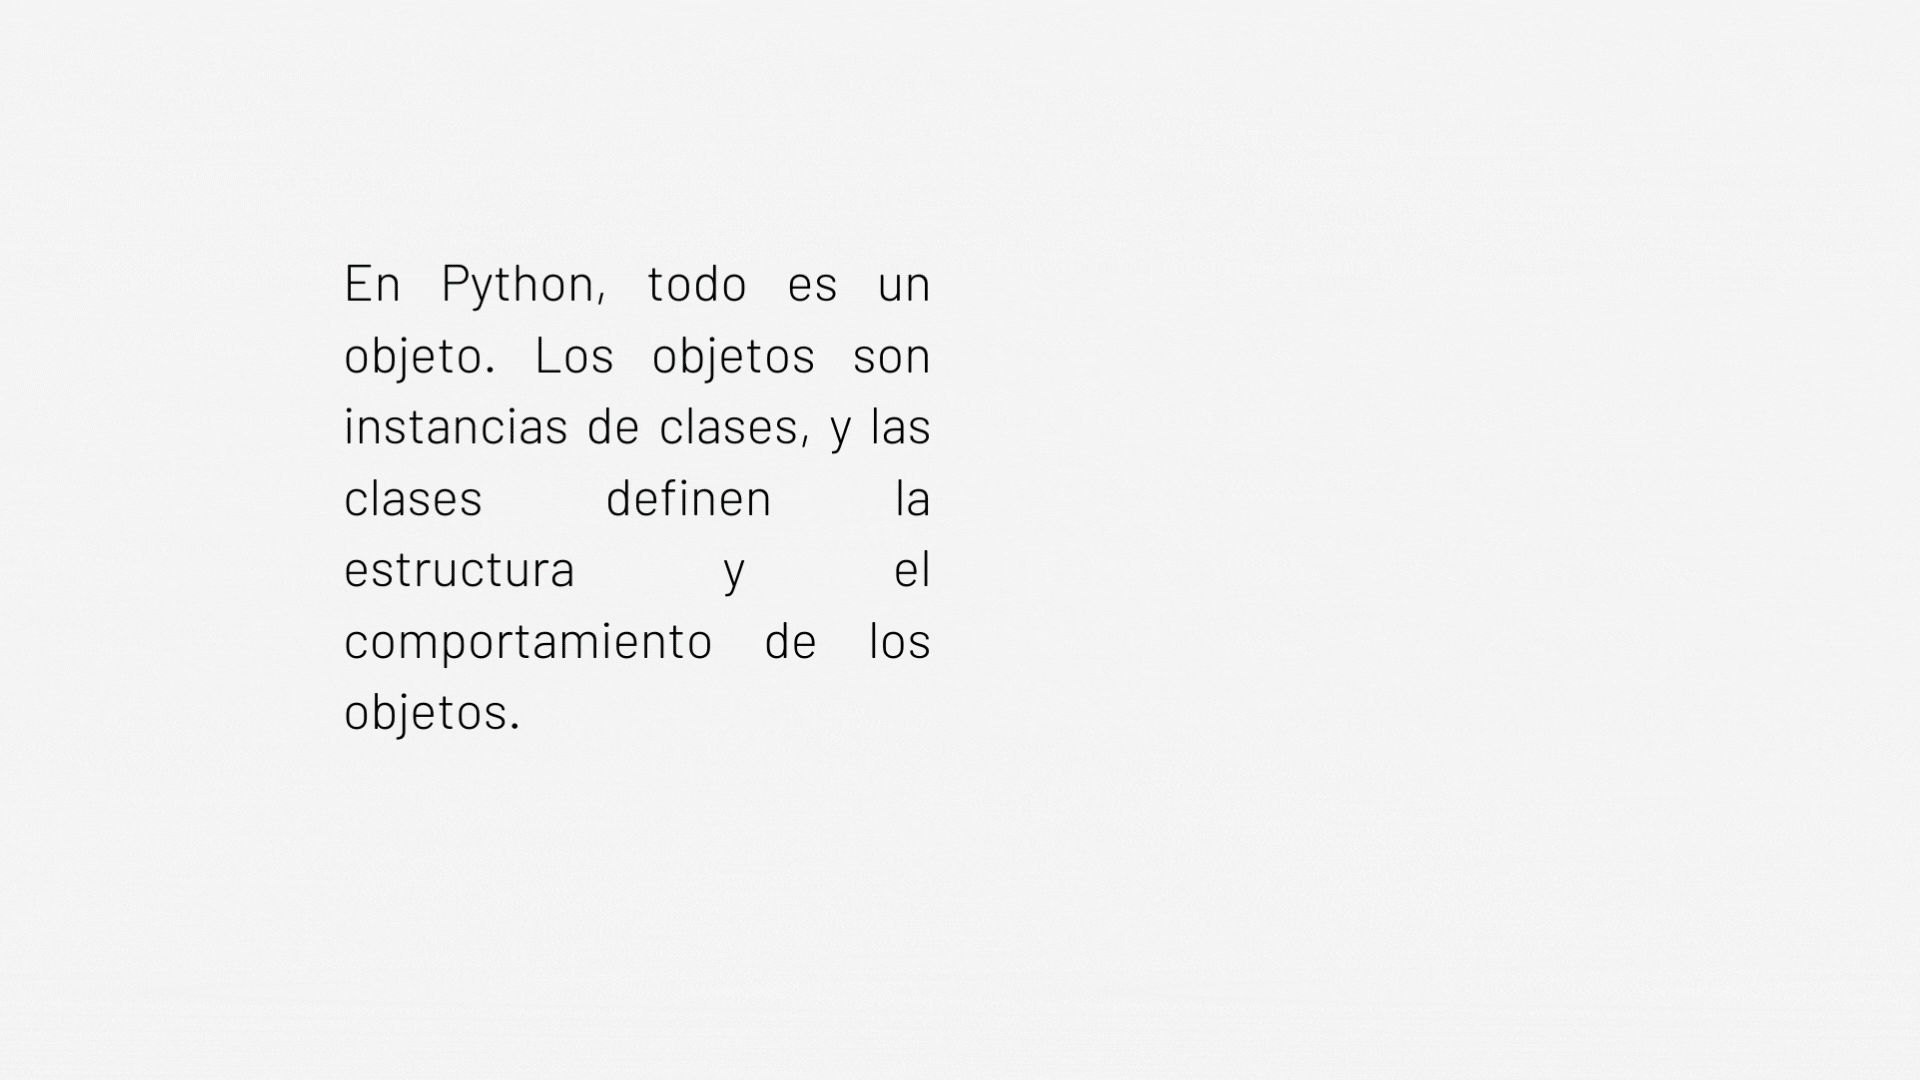 En Python, todo es un
objeto. Los objetos son
instancias de clases, y las
clases definen la
estructura y el
comportamiento de los
objetos.